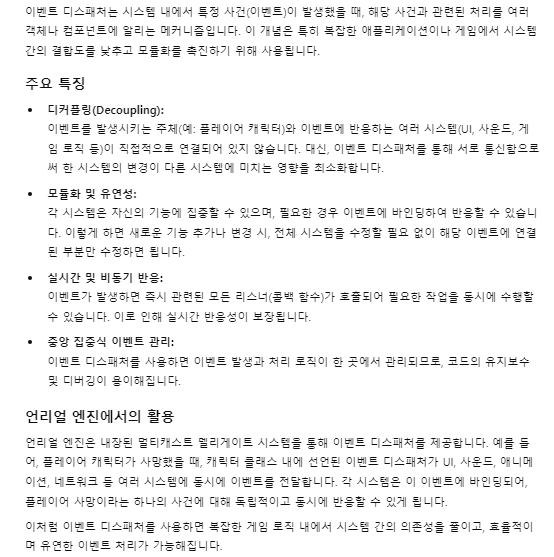 이벤트 디스패처는 시스템 내에서 특정 사건(이벤트)이 발생했을 때, 해당 사건과 관련된 처리를 여러
객체나 컴포넌트에 알리는 메커니즘입니다. 이 개념은 특히 복잡한 애플리케이션이나 게임에서 시스템
간의 결합도를 낮추고 모듈화를 촉진하기 위해 사용됩니다.
주요 특징
• 디커플링(Decoupling):
이벤트를 발생시키는 주체(예: 플레이어 캐릭터)와 이벤트에 반응하는 여러 시스템(UI, 사운드, 게
임 로직 등)이 직접적으로 연결되어 있지 않습니다. 대신, 이벤트 디스패처를 통해 서로 통신함으로
써 한 시스템의 변경이 다른 시스템에 미치는 영향을 최소화합니다.
• 모듈화 및 유연성:
각 시스템은 자신의 기능에 집중할 수 있으며, 필요한 경우 이벤트에 바인딩하여 반응할 수 있습니
다. 이렇게 하면 새로운 기능 추가나 변경 시, 전체 시스템을 수정할 필요 없이 해당 이벤트에 연결
된 부분만 수정하면 됩니다.
• 실시간 및 비동기 반응:
이벤트가 발생하면 즉시 관련된 모든 리스너(콜백 함수)가 호출되어 필요한 작업을 동시에 수행할
수 있습니다. 이로 인해 실시간 반응성이 보장됩니다.
• 중앙 집중식 이벤트 관리:
이벤트 디스패처를 사용하면 이벤트 발생과 처리 로직이 한 곳에서 관리되므로, 코드의 유지보수
및 디버깅이 용이해집니다.
언리얼 엔진에서의 활용
언리얼 엔진은 내장된 멀티캐스트 델리게이트 시스템을 통해 이벤트 디스패처를 제공합니다. 예를 들
어, 플레이어 캐릭터가 사망했을 때, 캐릭터 클래스 내에 선언된 이벤트 디스패처가 UI, 사운드, 애니메
이션, 네트워크 등 여러 시스템에 동시에 이벤트를 전달합니다. 각 시스템은 이 이벤트에 바인딩되어,
플레이어 사망이라는 하나의 사건에 대해 독립적이고 동시에 반응할 수 있게 됩니다.
이처럼 이벤트 디스패처를 사용하면 복잡한 게임 로직 내에서 시스템 간의 의존성을 줄이고, 효율적이
며 유연한 이벤트 처리가 가능해집니다.